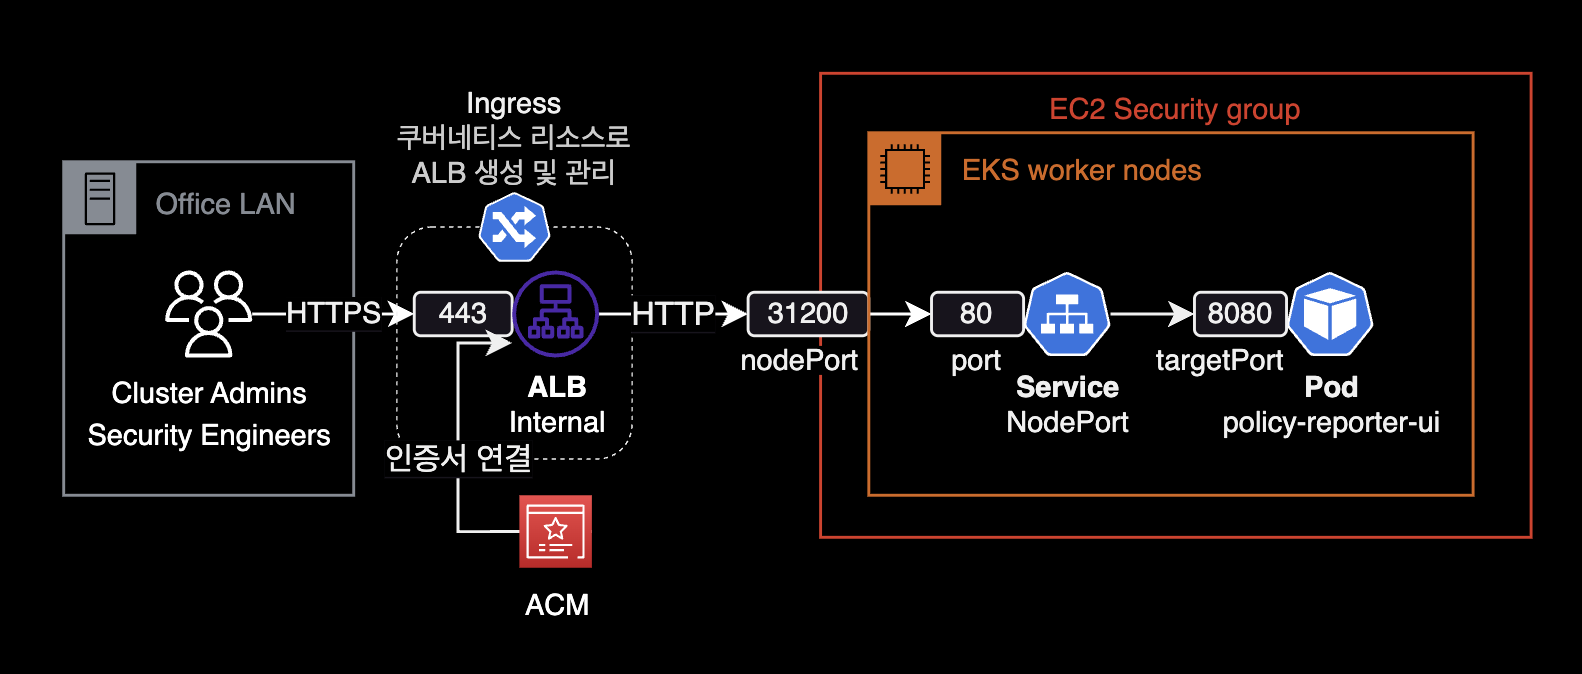 Ingress
쿠버네티스 리소스로
ALB 생성 및 관리
Office LAN
Cluster Admins
Security Engineers
HTTPS
443
ALB
Internal
인증서 연결
ACM
HTTP
31200
nodePort
EC2 Security group
EKS worker nodes
80
port
Service
NodePort
8080
targetPort
Pod
policy-reporter-ui